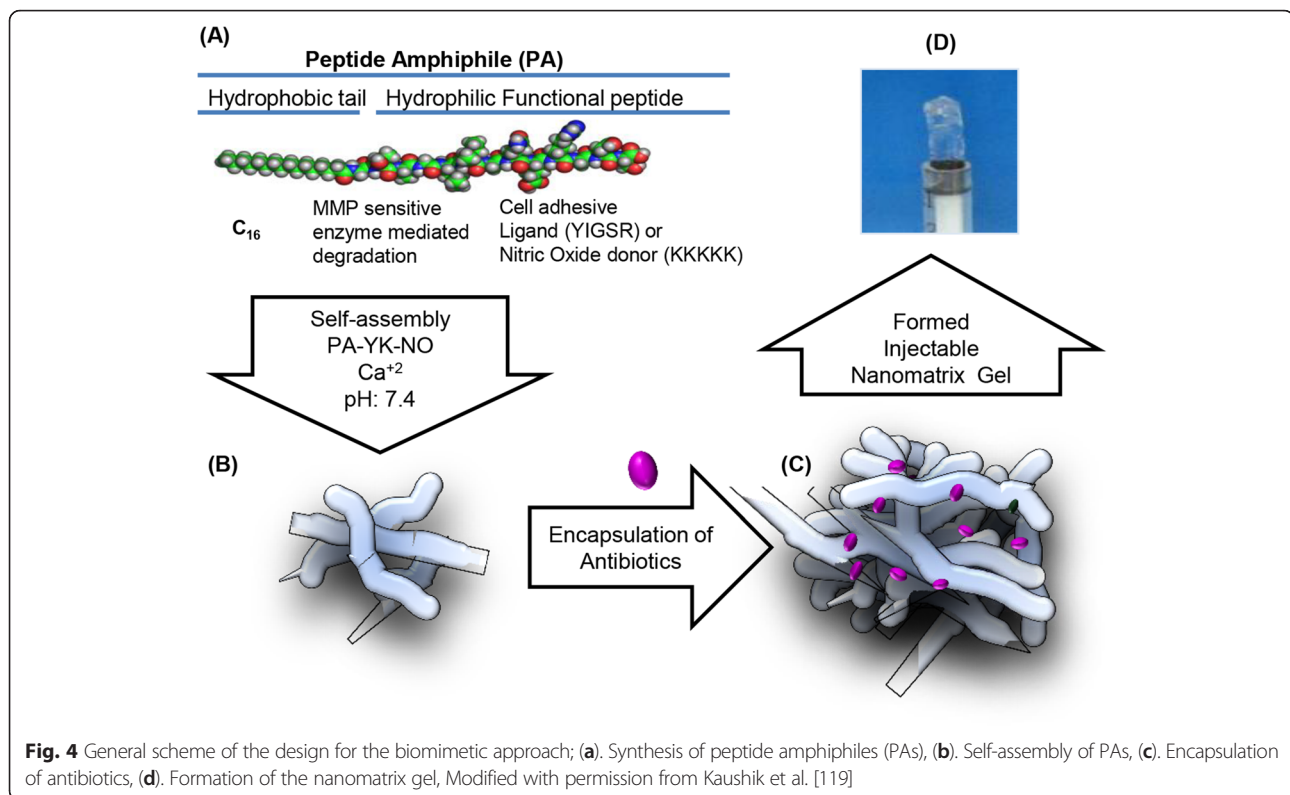 (A)
Peptide Amphiphile (PA)
Hydrophobic tail
Hydrophilic Functional peptide
C16
MMP sensitive
enzyme mediated
degradation
Cell adhesive
Ligand (YIGSR) or
Nitric Oxide donor (KKKKK)
(D)
Self-assembly
PA-YK-NO
Ca+2
pH: 7.4
Formed
Injectable
Nanomatrix Gel
(B)
Encapsulation of
Antibiotics
(C)
Fig. 4 General scheme of the design for the biomimetic approach; (a). Synthesis of peptide amphiphiles (PAs), (b). Self-assembly of PAs, (c). Encapsulation
of antibiotics, (d). Formation of the nanomatrix gel, Modified with permission from Kaushik et al. [119]